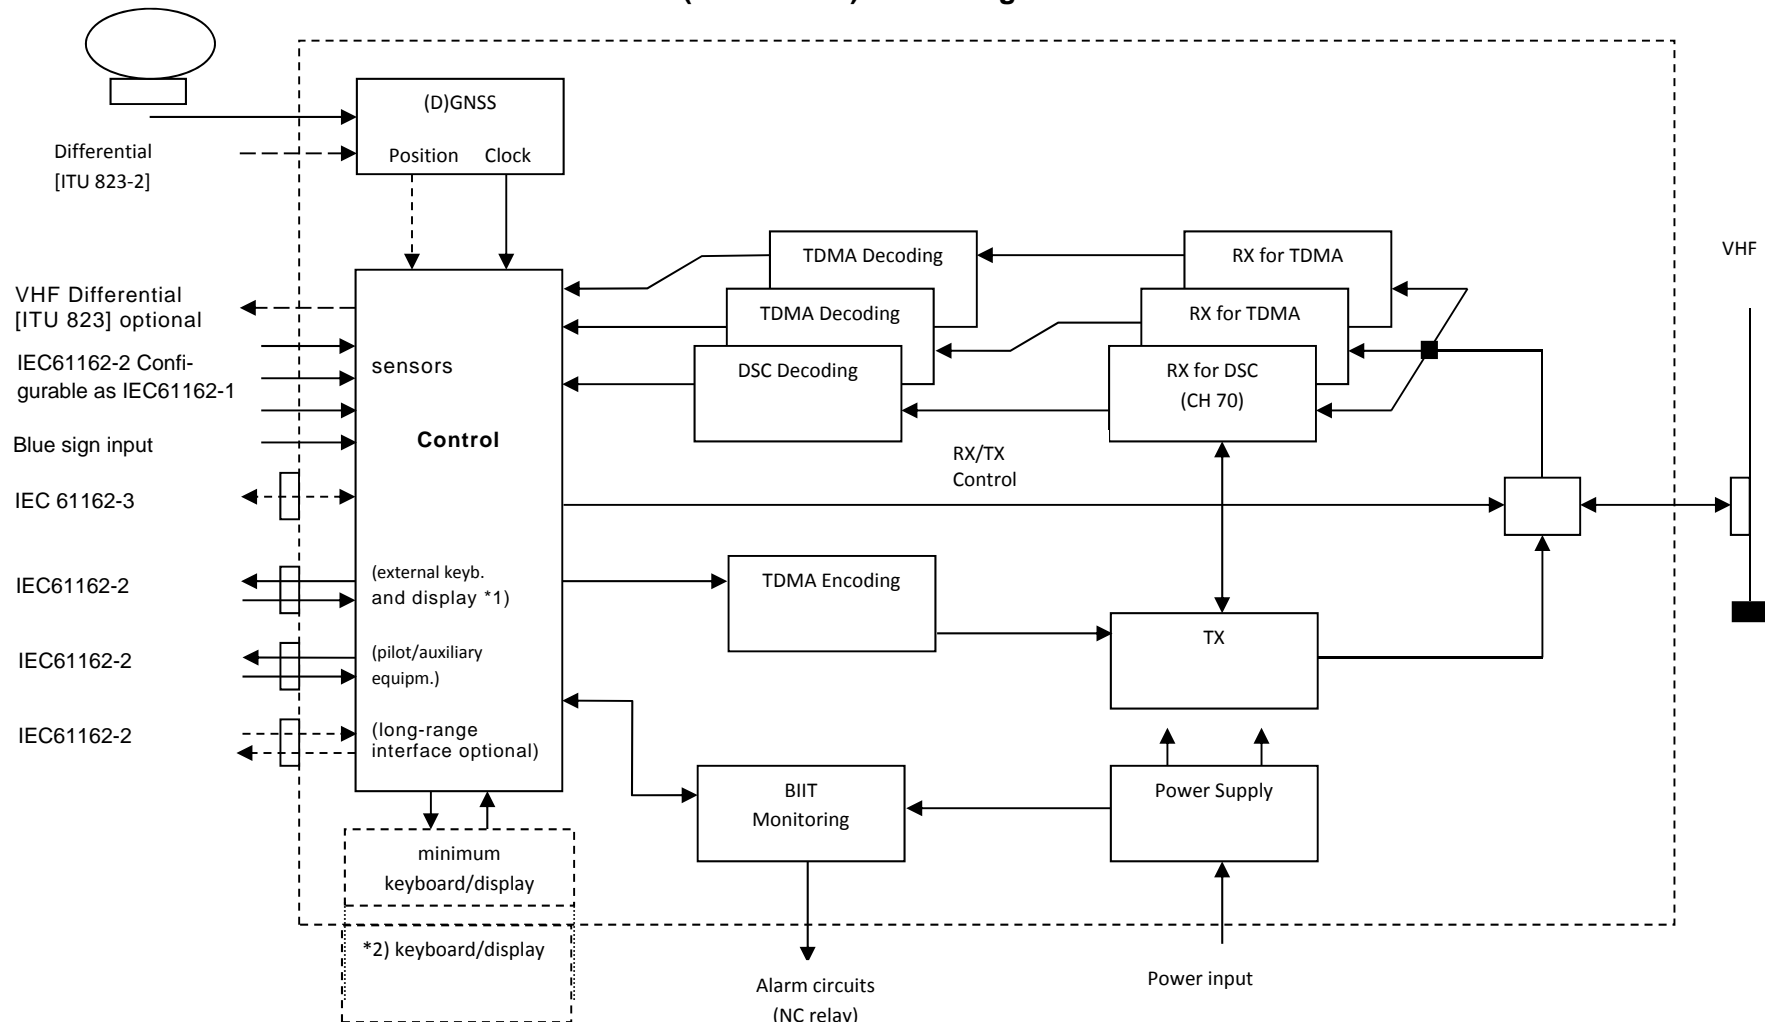 (D)GNSS
Position Clock
Differential
[ITU 823-2]
VHF Differential
[ITU 823] optional
IEC61162-2 Confi-
gurable as IEC61162-1
Blue sign input
IEC 61162-3
IEC61162-2
IEC61162-2
IEC61162-2
sensors
Control
(external keyb.
and display *1)
(pilot/auxiliary
equipm.)
(long-range
interface optional)
minimum
keyboard/display
*2) keyboard/display
TDMA Decoding
TDMA Decoding
DSC Decoding
RX for TDMA
RX for TDMA
RX for DSC
(CH 70)
RX/TX
Control
TDMA Encoding
TX
BIIT
Monitoring
Power Supply
Alarm circuits
(NC relay)
Power input
VHF